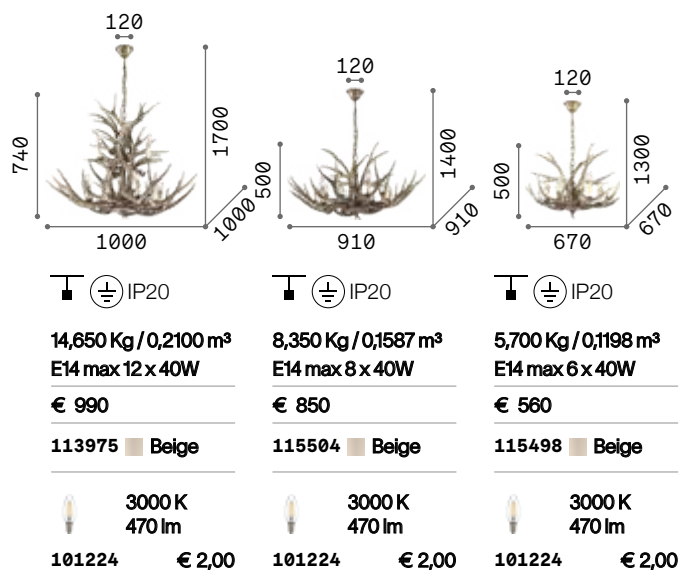 120
740
1700
1000
1000
IP20
14,650 Kg / 0,2100 m³
E14 max 12 x 40W
€ 990
113975 Beige
3000 K
470 lm
101224 € 2,00
120
500
1400
910
910
IP20
8,350 Kg / 0,1587 m³
E14 max 8 x 40W
€ 850
115504 Beige
3000 K
470 lm
101224 € 2,00
120
500
1300
670
670
IP20
5,700 Kg / 0,1198 m³
E14 max 6 x 40W
€ 560
115498 Beige
3000 K
470 lm
101224 € 2,00